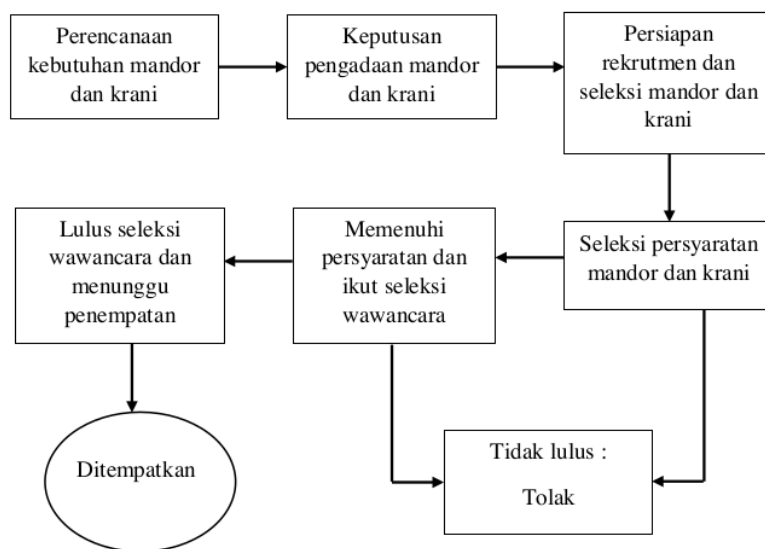 Perencanaan
kebutuhan mandor
dan krani
Keputusan
pengadaan mandor
dan krani
Persiapan
rekrutmen dan
seleksi mandor dan
krani
Seleksi persyaratan
mandor dan krani
Memenuhi
persyaratan dan
ikut seleksi
wawancara
Lulus seleksi
wawancara dan
menunggu
penempatan
Ditempatkan
Tidak lulus :
Tolak